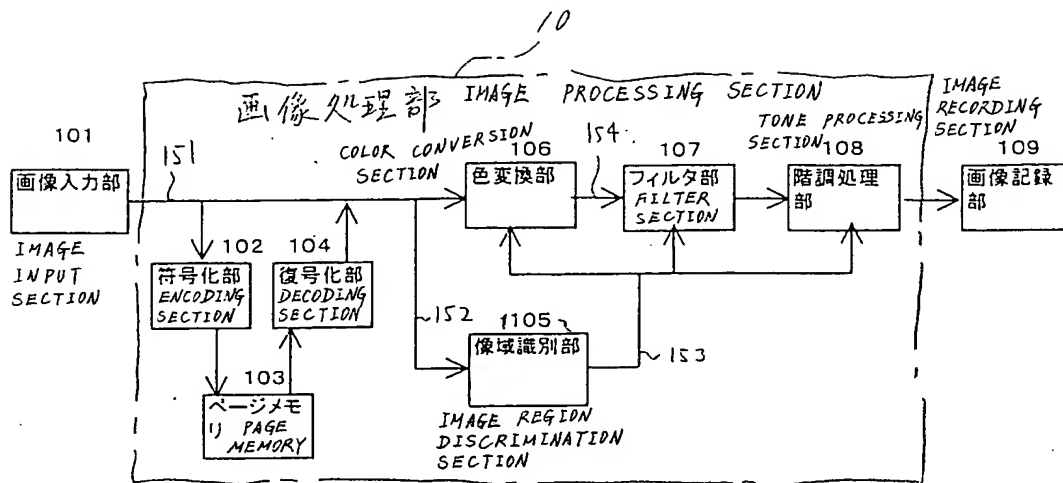 10
画像処理部 IMAGE PROCESSING SECTION
IMAGE
RECORDING
SECTION
101
151
COLOR CONVERSION
SECTION
106
154
107
TONE PROCESSING
SECTION
108
109
画像入力部
色変換部
フィルタ部
FILTER
SECTION
階調処理
部
画像記録
部
IMAGE
INPUT
SECTION
102
104
符号化部
ENCODING
SECTION
復号化部
DECODING
SECTION
152
1105
像域識別部
153
103
ページメモ
リ PAGE
MEMORY
IMAGE REGION
DISCRIMINATION
SECTION